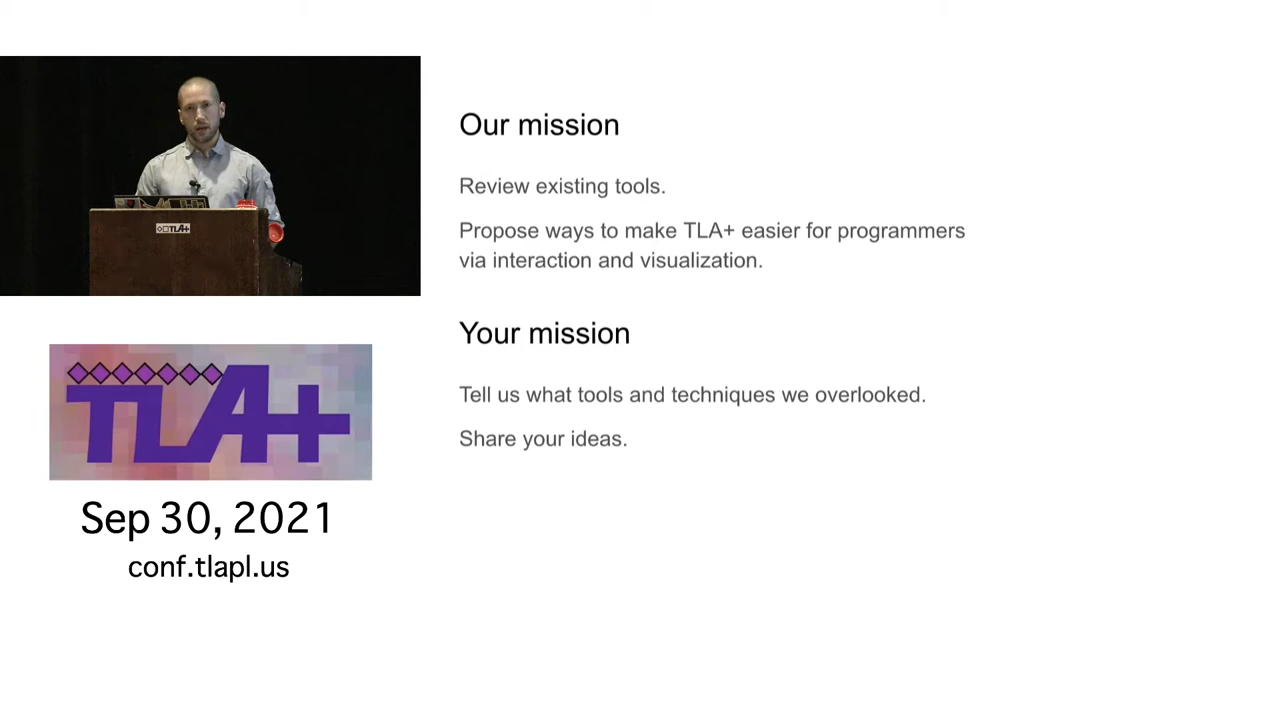 Our mission
Review existing tools.
Propose ways to make TLA+ easier for programmers
via interaction and visualization.
Your mission
Tell us what tools and techniques we overlooked.
Share your ideas.
TLA+
TLA+
Sep 30, 2021
conf.tlapl.us